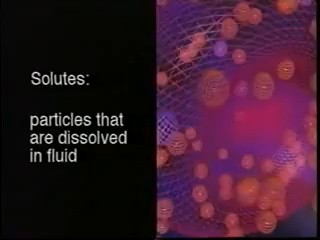 Solutes:
particles that
are dissolved
in fluid